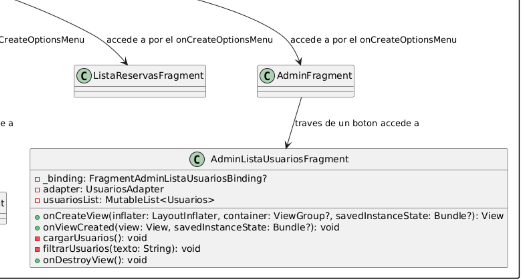 CreateOptionsMenu
accede a por el onCreateOptionsMenu
accede a por el onCreateOptionsMenu
C ListaReservasFragment
C AdminFragment
e a
traves de un boton accede a
C AdminListaUsuariosFragment
_binding: FragmentAdminListaUsuariosBinding?
adapter: UsuariosAdapter
usuariosList: MutableList<Usuarios>
onCreateView(inflater: LayoutInflater, container: ViewGroup?, savedInstanceState: Bundle?): View
onViewCreated(view: View, savedInstanceState: Bundle?): void
cargarUsuarios(): void
filtrarUsuarios(texto: String): void
onDestroyView(): void
t